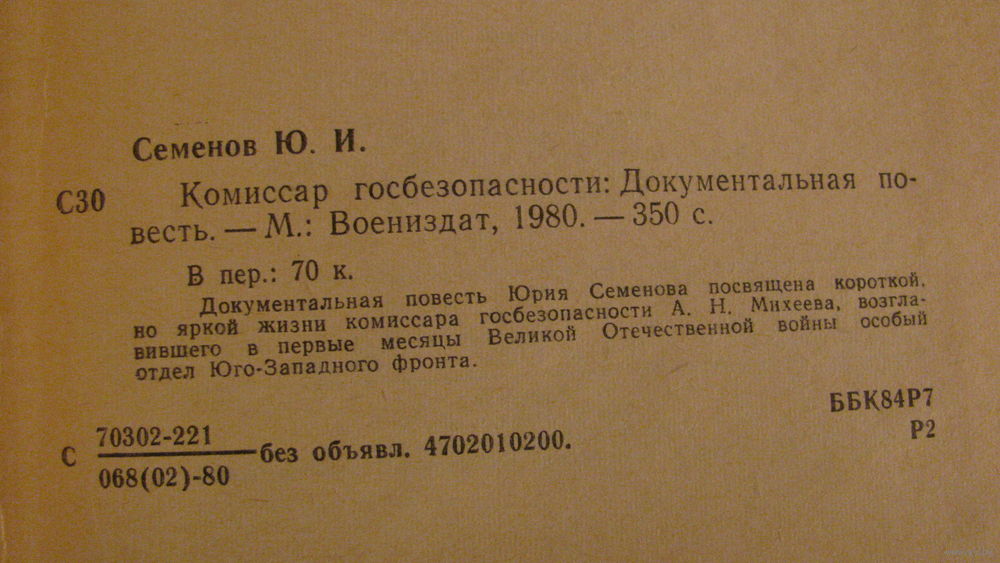 Семенов Ю. И.
С30 Комиссар госбезопасности: Документальная по-
весть. — М.: Воениздат, 1980. — 350 с.
В пер.: 70 к.
Документальная повесть Юрия Семенова посвящена короткой,
но яркой жизни комиссара госбезопасности А. Н. Михеева, возгла-
вившего в первые месяцы Великой Отечественной войны особый
отдел Юго-Западного фронта.
ББК84Р7
Р2
70302-221
С без объявл. 4702010200.
068(02)-80